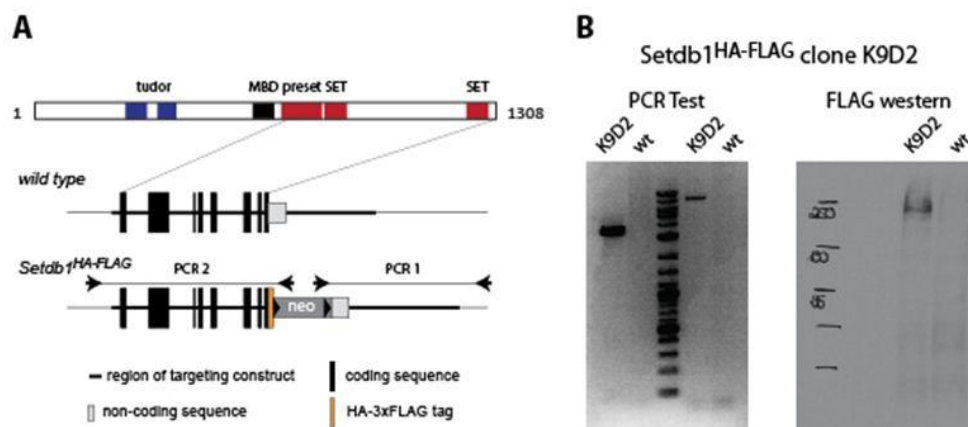 A
tudor
MBD preset SET
SET
1
1308
wild type
Setdb1HA-FLAG
PCR 2
PCR 1
neo
region of targeting construct
coding sequence
non-coding sequence
HA-3xFLAG tag
B
Setdb1HA-FLAG clone K9D2
PCR Test
FLAG western
K9D2
wt
K9D2
wt
K9D2
wt